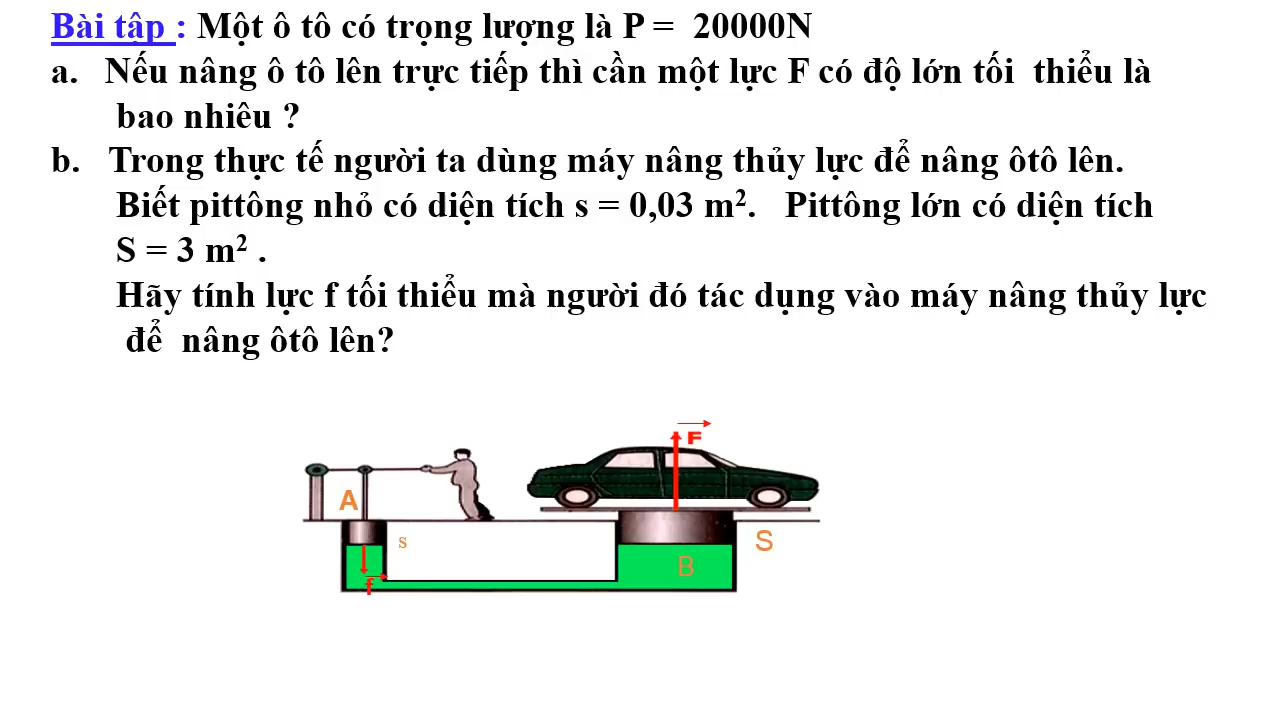 Bài tập : Một ô tô có trọng lượng là P = 20000N
a. Nếu nâng ô tô lên trực tiếp thì cần một lực F có độ lớn tối thiểu là
bao nhiêu ?
b. Trong thực tế người ta dùng máy nâng thủy lực để nâng ôtô lên.
Biết pittông nhỏ có diện tích s = 0,03 m². Pittông lớn có diện tích
S = 3 m² .
Hãy tính lực f tối thiểu mà người đó tác dụng vào máy nâng thủy lực
để nâng ôtô lên?
F
A
s
S
B
f